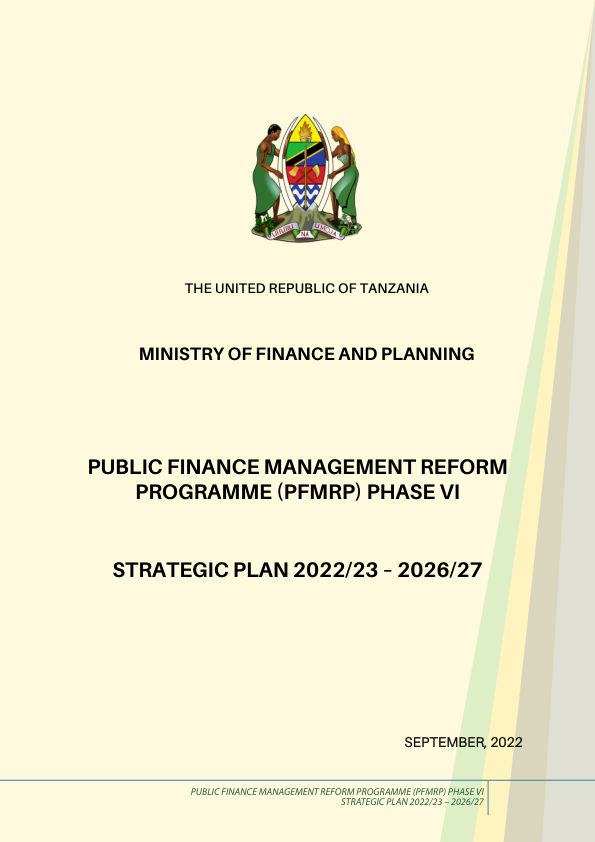 UHURU NA UMOJA
THE UNITED REPUBLIC OF TANZANIA
MINISTRY OF FINANCE AND PLANNING
PUBLIC FINANCE MANAGEMENT REFORM
PROGRAMME (PFMRP) PHASE VI
STRATEGIC PLAN 2022/23 – 2026/27
SEPTEMBER, 2022
PUBLIC FINANCE MANAGEMENT REFORM PROGRAMME (PFMRP) PHASE VI
STRATEGIC PLAN 2022/23 – 2026/27